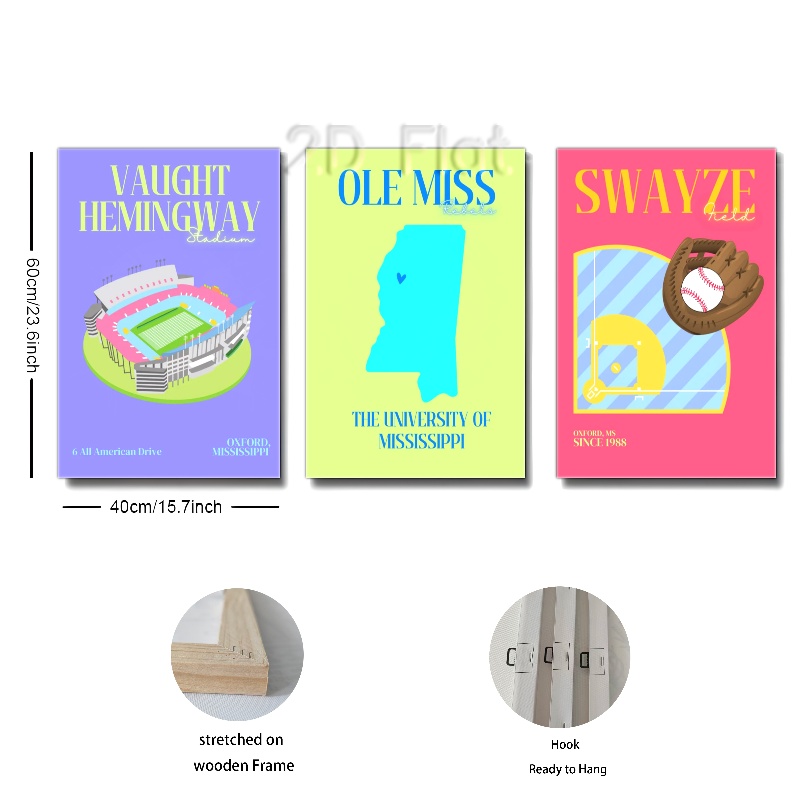 2D Flat
VAUGHT
HEMINGWAY
Stadium
6 All American Drive
OXFORD,
MISSISSIPPI
OLE MISS
Rebels
THE UNIVERSITY OF
MISSISSIPPI
SWAYZE
field
OXFORD, MS
SINCE 1988
60cm/23.6inch
40cm/15.7inch
stretched on
wooden Frame
Hook
Ready to Hang